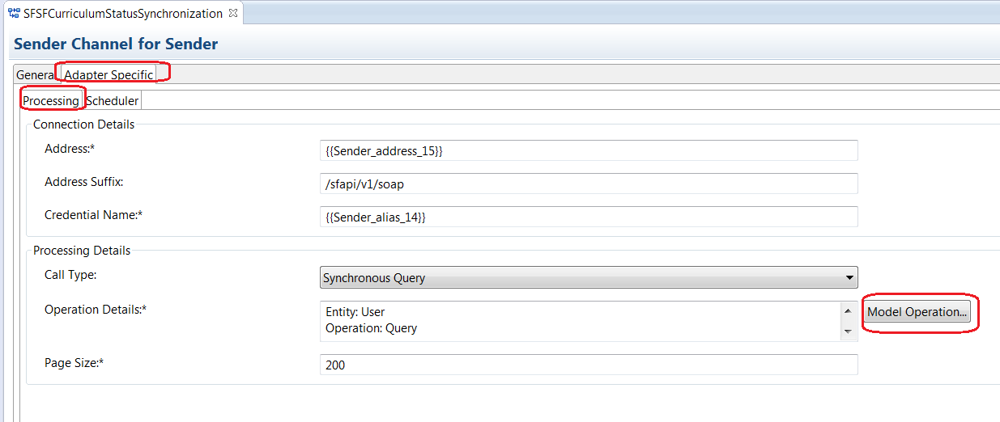 SFSFCurriculumStatusSynchronization
Sender Channel for Sender
General Adapter Specific
Processing Scheduler
Connection Details
Address:* {{Sender_address_15}}
Address Suffix: /sfapi/v1/soap
Credential Name:* {{Sender_alias_14}}
Processing Details
Call Type: Synchronous Query
Operation Details:* Entity: User Model Operation...
Operation: Query
Page Size:* 200